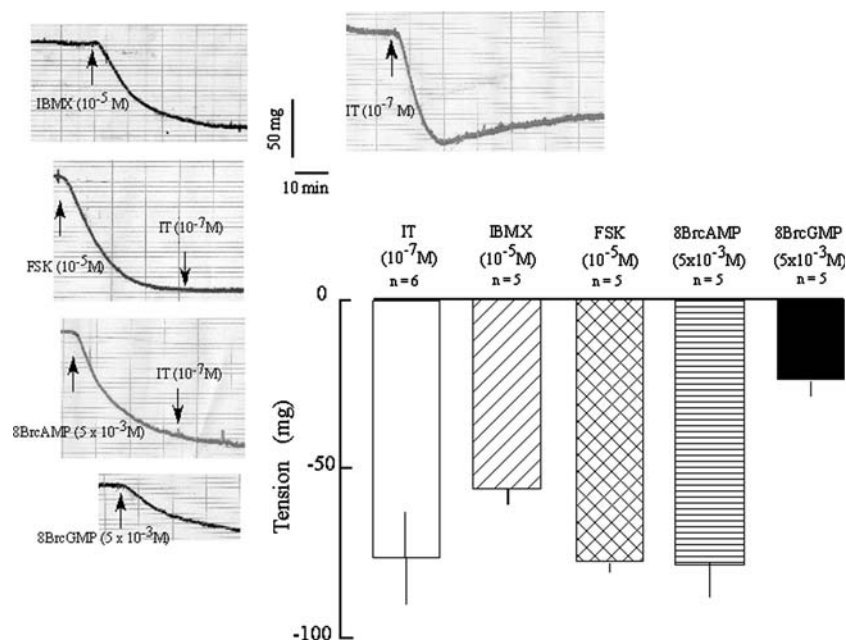 IBMX (10⁻⁵ M)
IT (10⁻⁷ M)
50 mg
10 min
IT (10⁻⁷M)
FSK (10⁻⁵M)
IT (10⁻⁷M)
8BrcAMP (5 x 10⁻³M)
8BrcGMP (5 x 10⁻³M)
IT IBMX FSK 8BrcAMP 8BrcGMP
(10⁻⁷M) (10⁻⁵M) (10⁻⁵M) (5x10⁻³M) (5x10⁻³M)
n=6 n=5 n=5 n=5 n=5
0
-50
-100
Tension (mg)